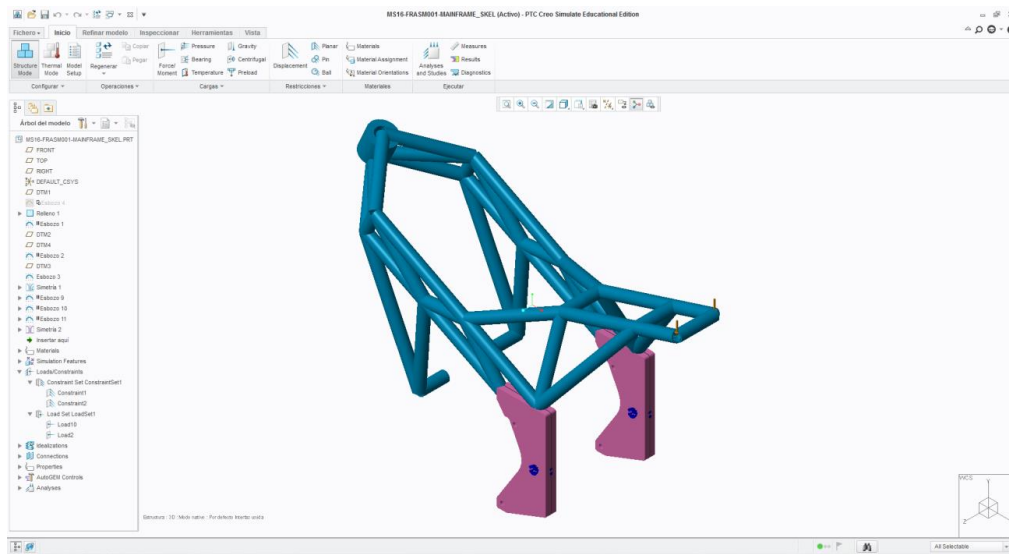 MS16-FRASM001-MAINFRAME_SKEL (Activo) - PTC Creo Simulate Educational Edition
Fichero Inicio Refinar modelo Inspeccionar Herramientas Vista
Structure Mode
Thermal Mode
Model Setup
Regenerar
Copiar
Pegar
Force/Moment
Pressure
Bearing
Temperature
Gravity
Centrifugal
Preload
Displacement
Planar
Pin
Ball
Materials
Material Assignment
Material Orientations
Analyses and Studies
Measures
Results
Diagnostics
Configurar Operaciones Cargas Restricciones Materiales Ejecutar
Árbol del modelo
MS16-FRASM001-MAINFRAME_SKEL.PRT
FRONT
TOP
RIGHT
DEFAULT_CSYS
DTM1
Esbozo 4
Relleno 1
Esbozo 1
DTM2
DTM4
Esbozo 2
DTM3
Esbozo 3
Simetría 1
Esbozo 9
Esbozo 10
Esbozo 11
Simetría 2
Insertar aquí
Materials
Simulation Features
Loads/Constraints
Constraint Set ConstraintSet1
Constraint1
Constraint2
Load Set LoadSet1
Load10
Load2
Idealizations
Connections
Properties
AutoGEM Controls
Analyses
WCS
Y
Z
All Selectable